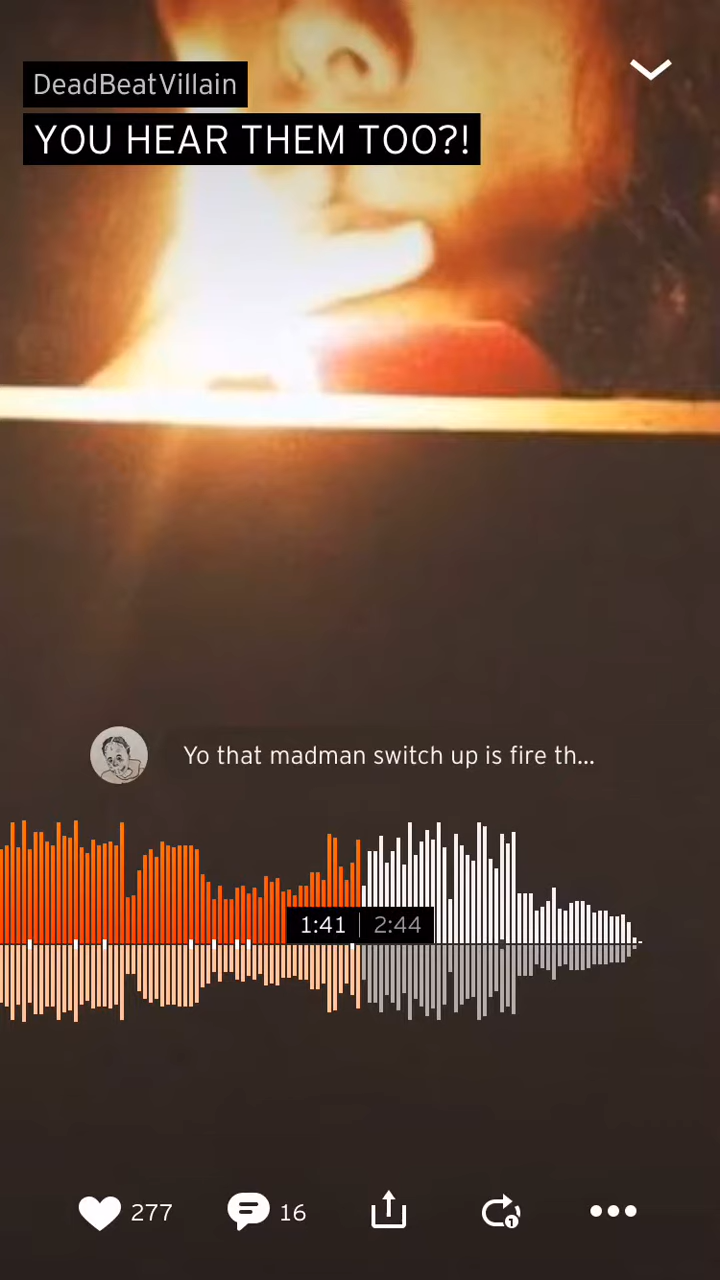 DeadBeatVillain
YOU HEAR THEM TOO?!
Yo that madman switch up is fire th...
1:41 | 2:44
277 16 1